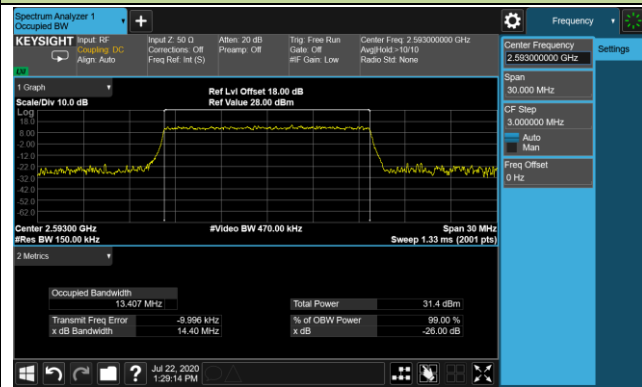 Spectrum Analyzer 1
Occupied BW
Frequency
KEYSIGHT
Input: RF
Coupling: DC
Align: Auto
Input Z: 50 Ω
Corrections: Off
Freq Ref: Int (S)
Atten: 20 dB
Preamp: Off
Trig: Free Run
Gate: Off
#IF Gain: Low
Center Freq: 2.593000000 GHz
Avg|Hold:>10/10
Radio Std: None
Center Frequency
2.593000000 GHz
Settings
Span
30.000 MHz
CF Step
3.000000 MHz
Auto
Man
Freq Offset
0 Hz
1 Graph
Scale/Div 10.0 dB
Ref Lvl Offset 18.00 dB
Ref Value 28.00 dBm
Log
18.0
8.00
-2.00
-12.0
-22.0
-32.0
-42.0
-52.0
-62.0
Center 2.59300 GHz
#Res BW 150.00 kHz
#Video BW 470.00 kHz
Span 30 MHz
Sweep 1.33 ms (2001 pts)
2 Metrics
Occupied Bandwidth
13.407 MHz
Total Power 31.4 dBm
Transmit Freq Error -9.996 kHz
% of OBW Power 99.00 %
x dB Bandwidth 14.40 MHz
x dB -26.00 dB
?
Jul 22, 2020
1:29:14 PM